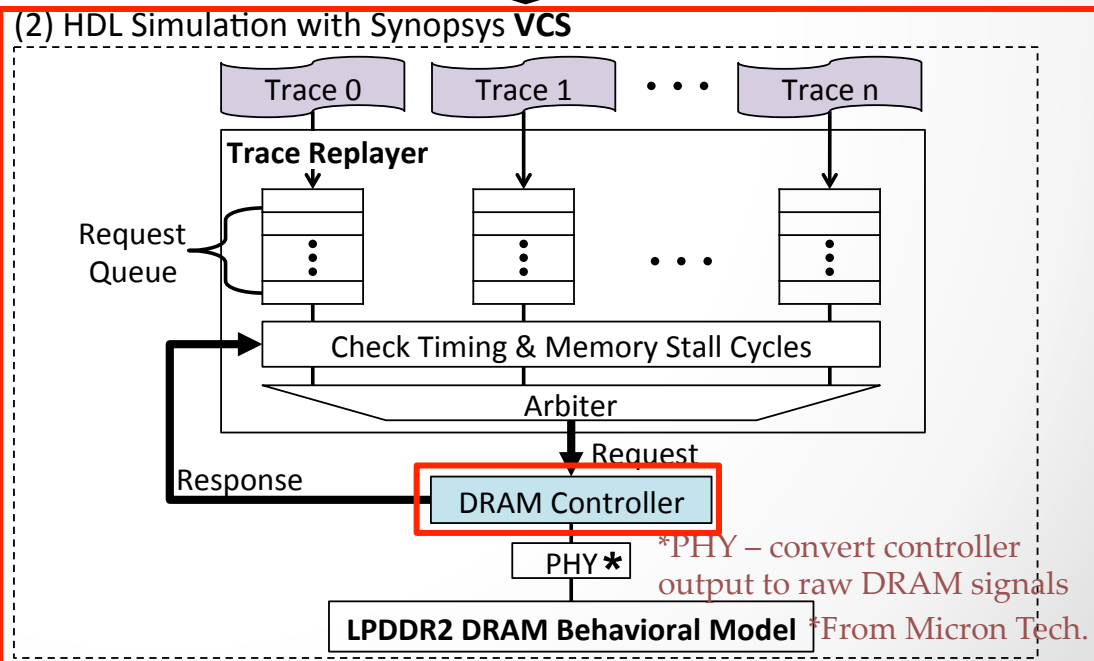 (2) HDL Simulation with Synopsys VCS
Trace 0
Trace 1
• • •
Trace n
Trace Replayer
Request
Queue
• • •
Check Timing & Memory Stall Cycles
Arbiter
Request
Response
DRAM Controller
PHY*
*PHY – convert controller
output to raw DRAM signals
LPDDR2 DRAM Behavioral Model
*From Micron Tech.